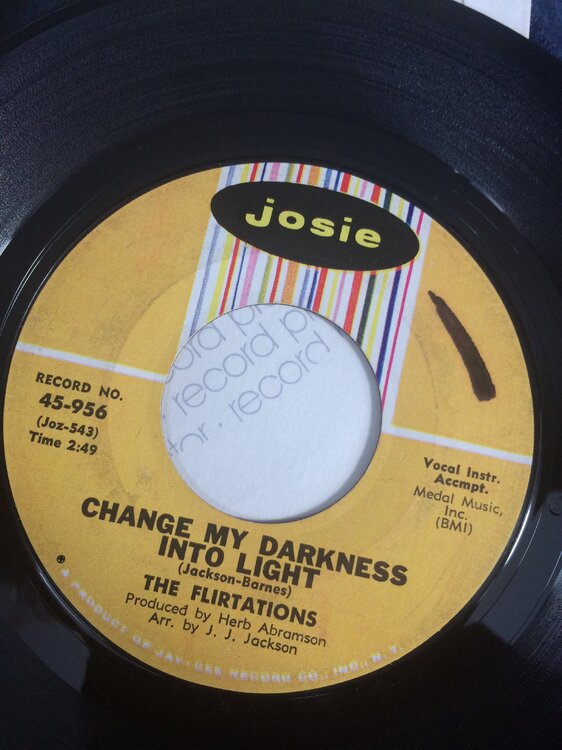 josie
RECORD NO.
45-956
(Joz-543)
Time 2:49
Vocal Instr.
Accmpt.
Medal Music,
Inc.
(BMI)
record
record
CHANGE MY DARKNESS
INTO LIGHT
(Jackson-Barnes)
THE FLIRTATIONS
Produced by Herb Abramson
Arr. by J. J. Jackson
A PRODUCT OF JAY-GEE RECORD CO., INC., N. Y.